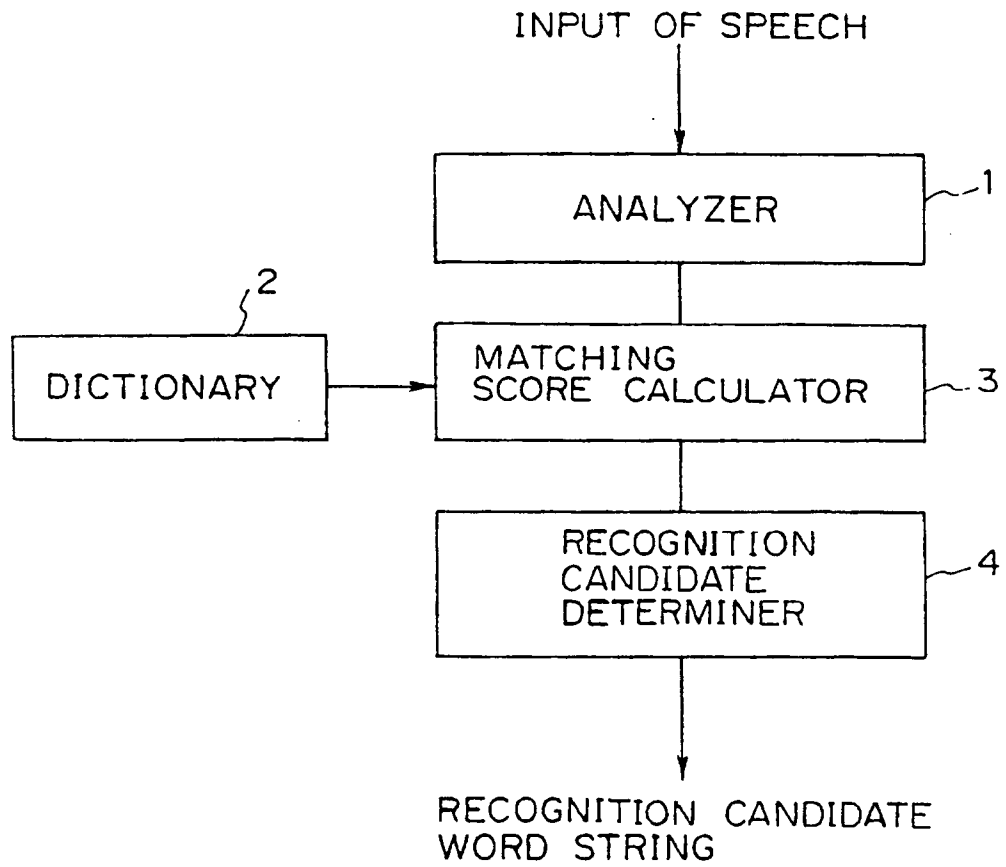 INPUT OF SPEECH
ANALYZER
1
2
DICTIONARY
MATCHING
SCORE CALCULATOR
3
RECOGNITION
CANDIDATE
DETERMINER
4
RECOGNITION CANDIDATE
WORD STRING